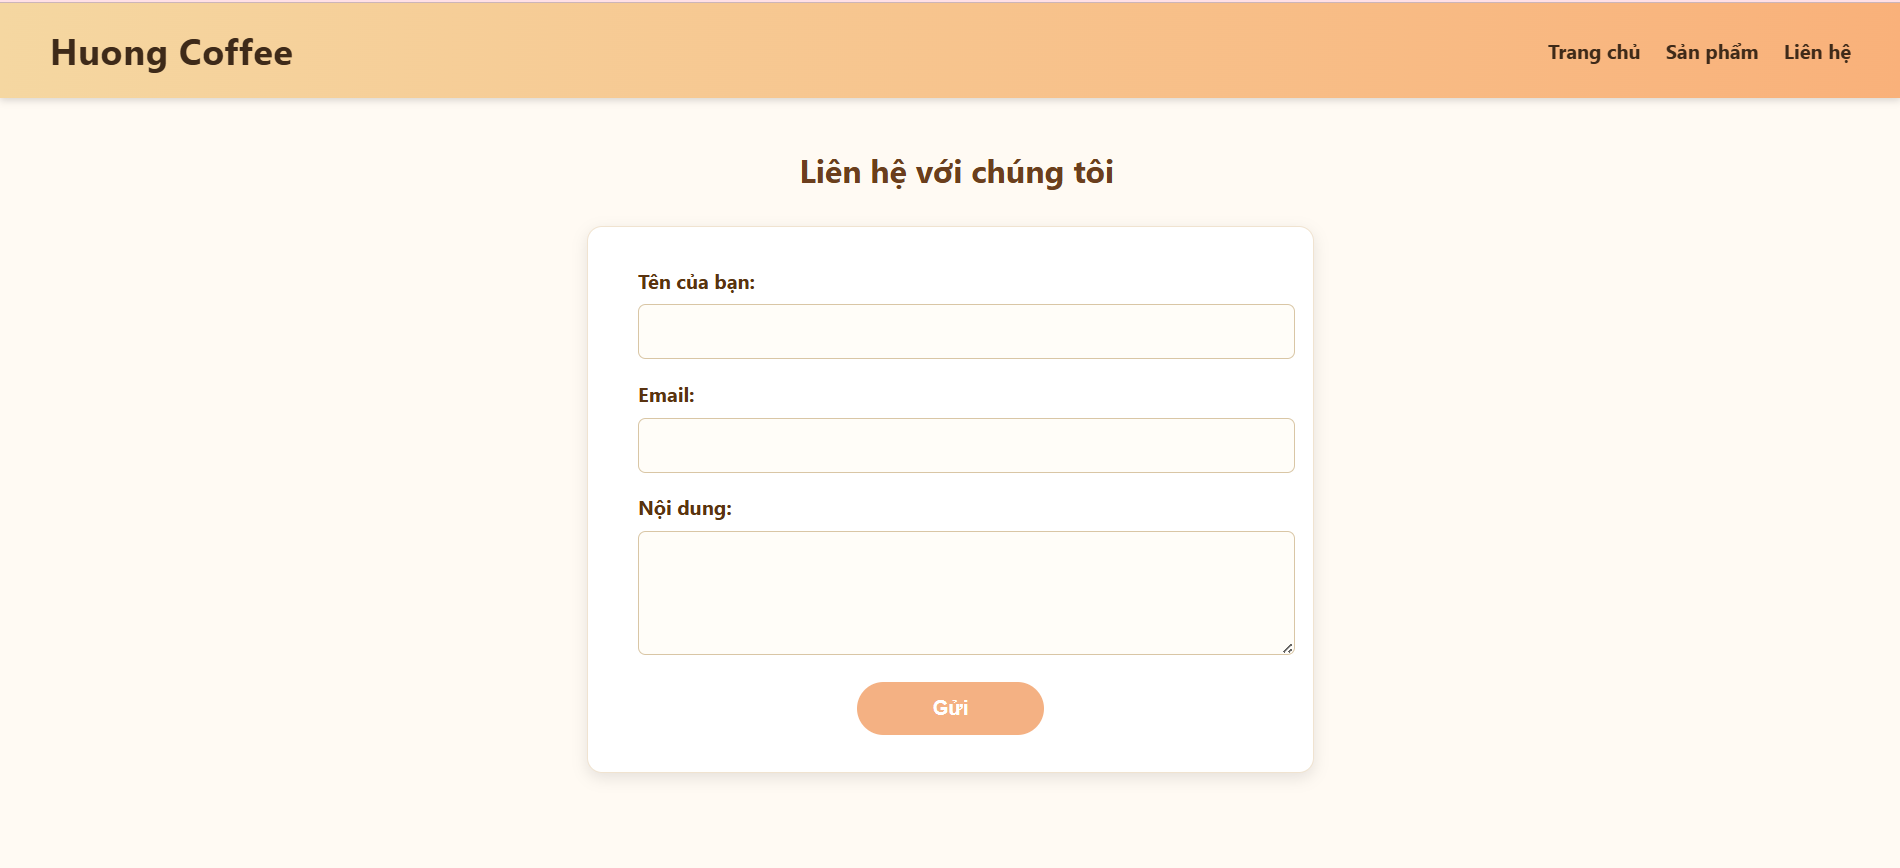 Huong Coffee
Trang chủ Sản phẩm Liên hệ
Liên hệ với chúng tôi
Tên của bạn:
Email:
Nội dung:
Gửi